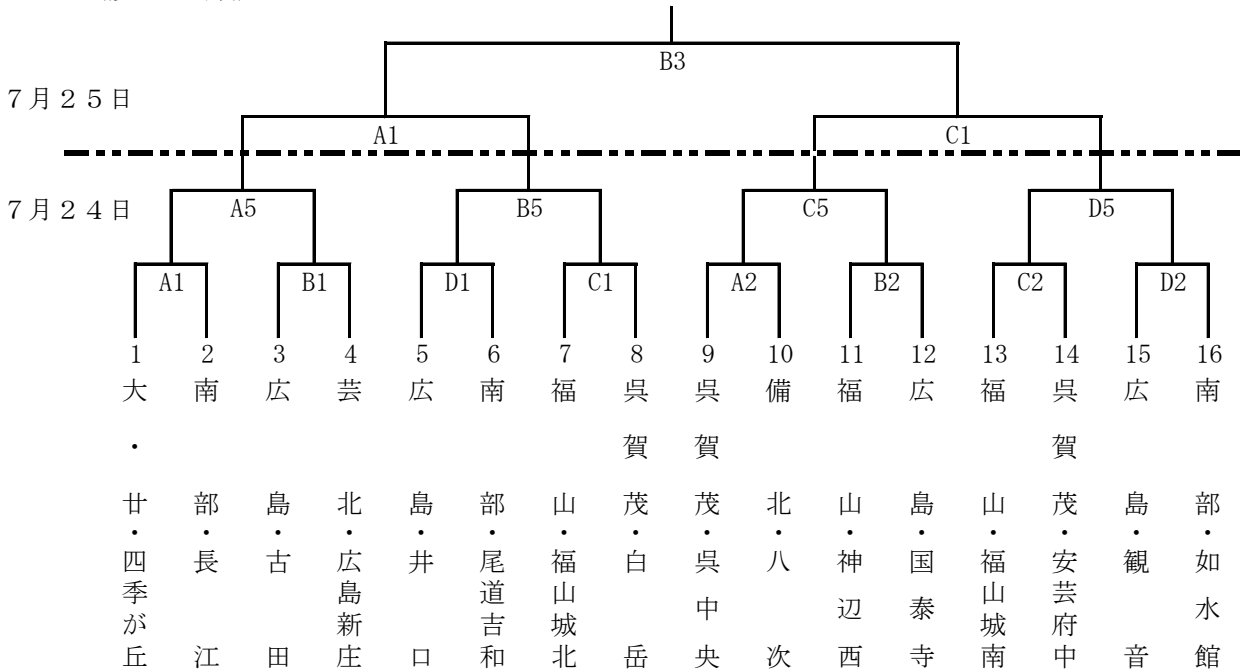 B3
7月25日
A1 C1
7月24日
A5 B5 C5 D5
A1 B1 D1 C1 A2 B2 C2 D2
1 2 3 4 5 6 7 8 9 10 11 12 13 14 15 16
大・廿・四季が丘
南部・長江
広島・古田
芸北・広島新庄
広島・井口
南部・尾道吉和
福山・福山城北
呉賀茂・白岳
呉賀茂・呉中央
備北・八次
福山・神辺西
広島・国泰寺
福山・福山城南
呉賀茂・安芸府中
広島・観音
南部・如水館